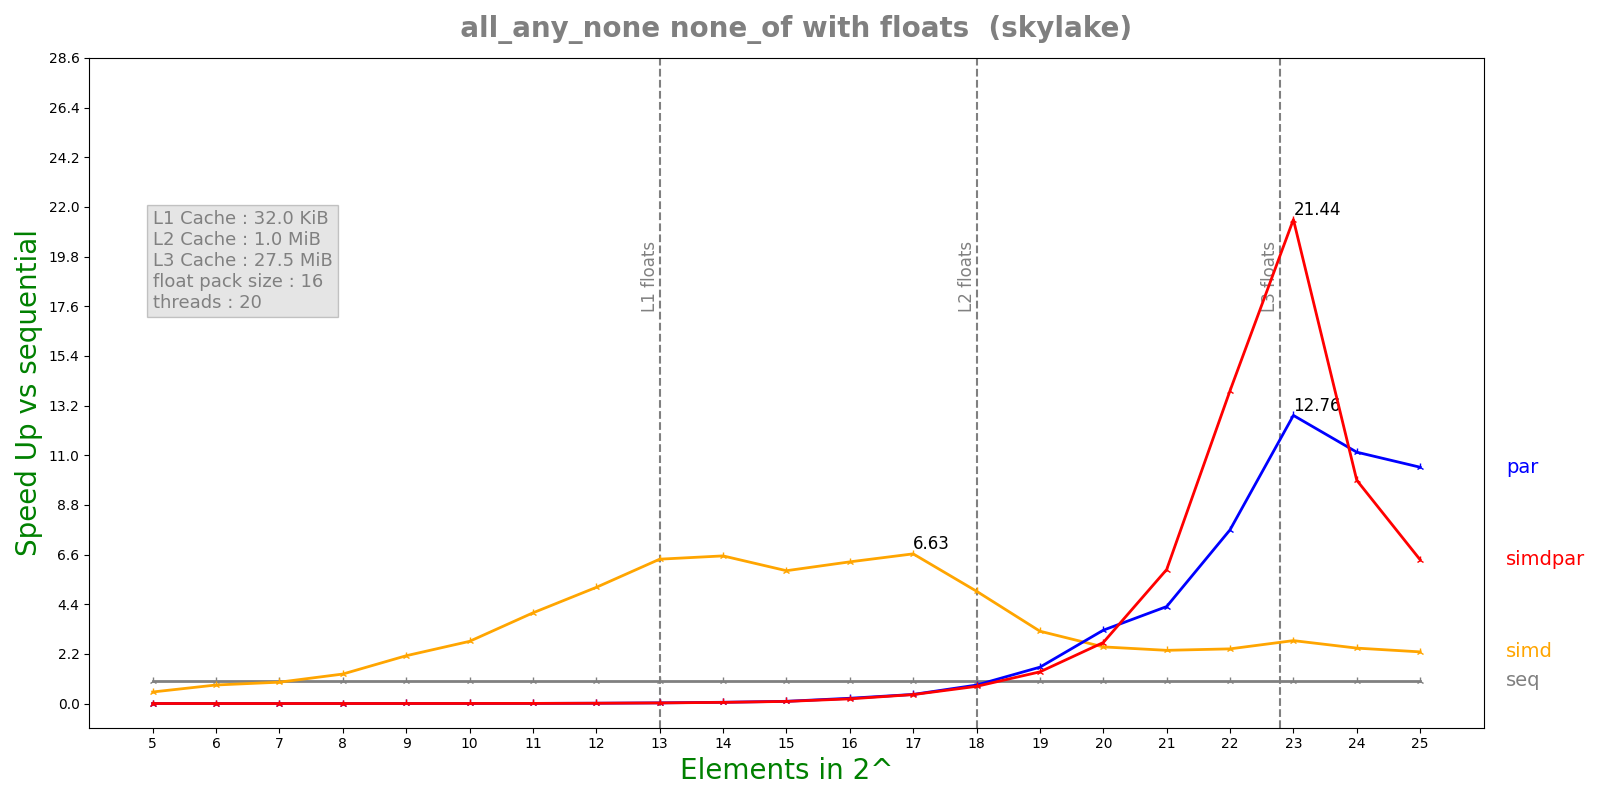 all_any_none none_of with floats (skylake)
Speed Up vs sequential
28.6
26.4
24.2
22.0
19.8
17.6
15.4
13.2
11.0
8.8
6.6
4.4
2.2
0.0
L1 Cache : 32.0 KiB
L2 Cache : 1.0 MiB
L3 Cache : 27.5 MiB
float pack size : 16
threads : 20
L1 floats
L2 floats
L3 floats
6.63
21.44
12.76
par
simdpar
simd
seq
5 6 7 8 9 10 11 12 13 14 15 16 17 18 19 20 21 22 23 24 25
Elements in 2^